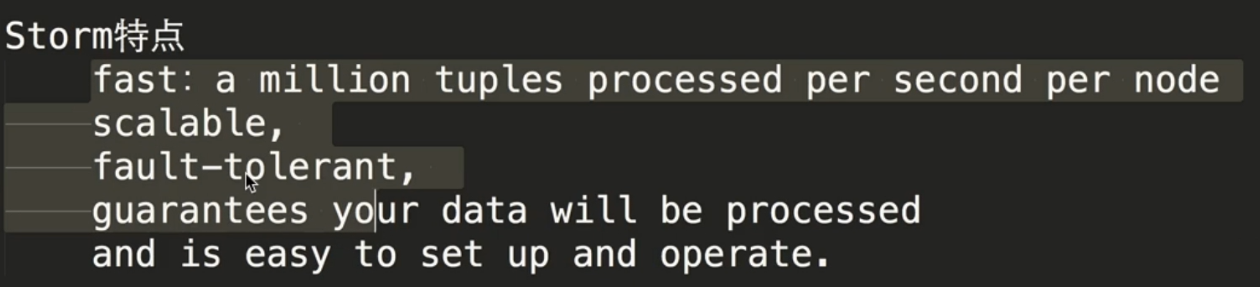 Storm特点
fast: a million tuples processed per second per node
scalable,
fault-tolerant,
guarantees your data will be processed
and is easy to set up and operate.